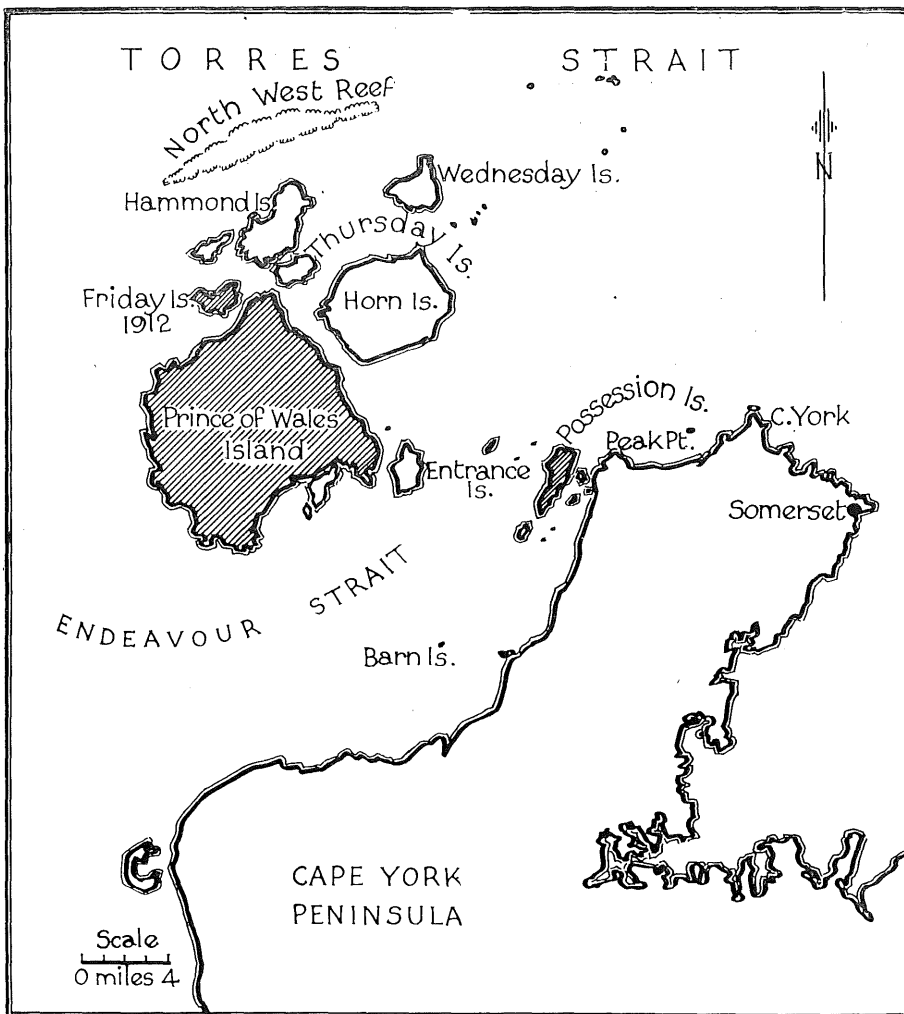 TORRES STRAIT
North West Reef
Wednesday Is.
Hammond Is.
Thursday Is.
Friday Is.
1912
Horn Is.
N
Prince of Wales
Island
Possession Is.
Peak Pt.
C. York
Entrance
Is.
Somerset
ENDEAVOUR STRAIT
Barn Is.
CAPE YORK
PENINSULA
Scale
0 miles 4